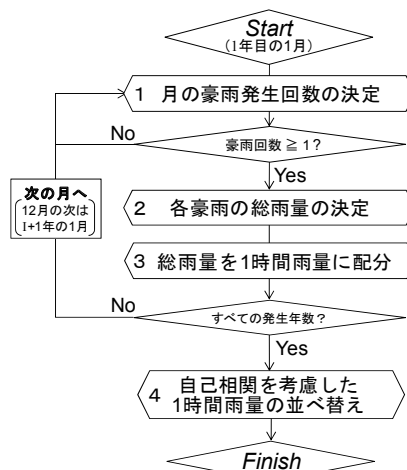 Start
(I年目の1月)
1 月の豪雨発生回数の決定
No
豪雨回数 ≧ 1?
Yes
次の月へ
12月の次は
I+1年の1月
2 各豪雨の総雨量の決定
3 総雨量を1時間雨量に配分
No
すべての発生年数?
Yes
4 自己相関を考慮した
1時間雨量の並べ替え
Finish